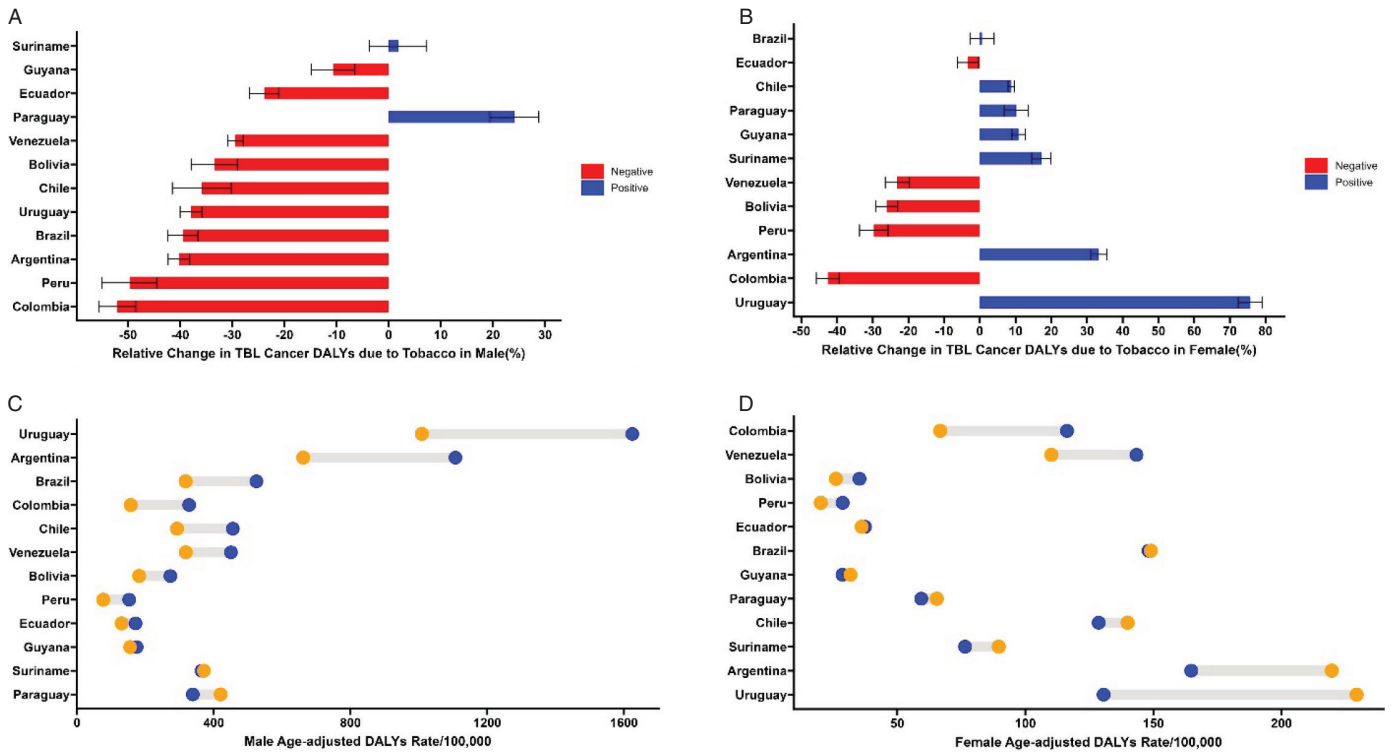 A
Suriname
Guyana
Ecuador
Paraguay
Venezuela
Bolivia
Chile
Uruguay
Brazil
Argentina
Peru
Colombia
-50 -40 -30 -20 -10 0 10 20 30
Relative Change in TBL Cancer DALYs due to Tobacco in Male(%)
Negative
Positive
B
Brazil
Ecuador
Chile
Paraguay
Guyana
Suriname
Venezuela
Bolivia
Peru
Argentina
Colombia
Uruguay
-50 -40 -30 -20 -10 0 10 20 30 40 50 60 70 80
Relative Change in TBL Cancer DALYs due to Tobacco in Female(%)
Negative
Positive
C
Uruguay
Argentina
Brazil
Colombia
Chile
Venezuela
Bolivia
Peru
Ecuador
Guyana
Suriname
Paraguay
0 400 800 1200 1600
Male Age-adjusted DALYs Rate/100,000
D
Colombia
Venezuela
Bolivia
Peru
Ecuador
Brazil
Guyana
Paraguay
Chile
Suriname
Argentina
Uruguay
50 100 150 200
Female Age-adjusted DALYs Rate/100,000